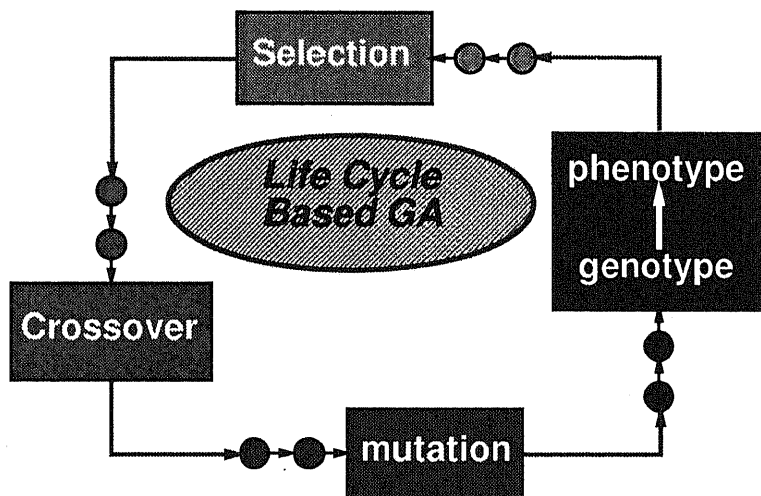 Selection
Life Cycle
Based GA
phenotype
genotype
Crossover
mutation